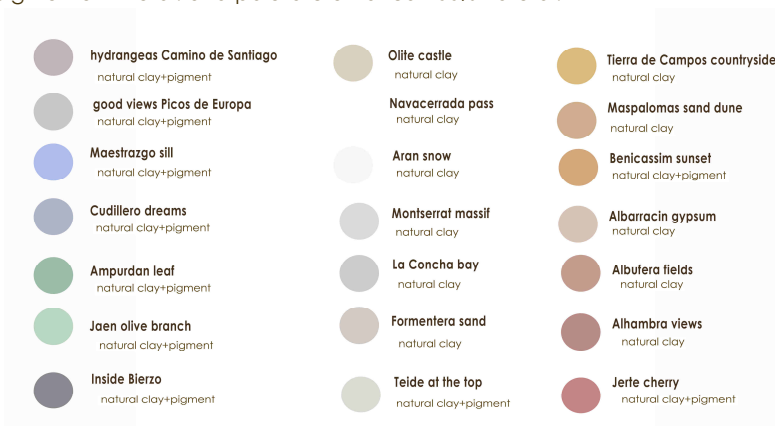 hydrangeas Camino de Santiago
natural clay+pigment
good views Picos de Europa
natural clay+pigment
Maestrazgo sill
natural clay+pigment
Cudillero dreams
natural clay+pigment
Ampurdan leaf
natural clay+pigment
Jaen olive branch
natural clay+pigment
Inside Bierzo
natural clay+pigment
Olite castle
natural clay
Navacerrada pass
natural clay
Aran snow
natural clay
Montserrat massif
natural clay
La Concha bay
natural clay
Formentera sand
natural clay
Teide at the top
natural clay+pigment
Tierra de Campos countryside
natural clay
Maspalomas sand dune
natural clay
Benicassim sunset
natural clay+pigment
Albarracin gypsum
natural clay
Albufera fields
natural clay
Alhambra views
natural clay
Jerte cherry
natural clay+pigment